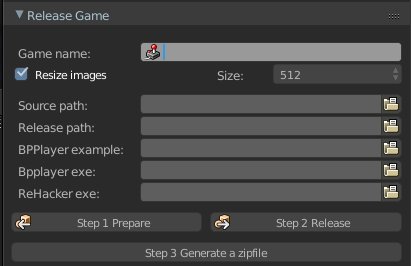 Release Game
Game name:
Resize images Size: 512
Source path:
Release path:
BPPlayer example:
Bpplayer exe:
ReHacker exe:
Step 1 Prepare Step 2 Release
Step 3 Generate a zipfile